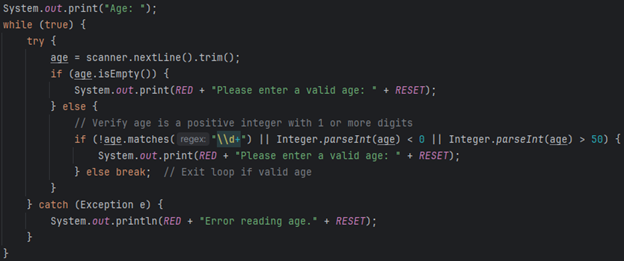 System.out.print("Age: ");
while (true) {
    try {
        age = scanner.nextLine().trim();
        if (age.isEmpty()) {
            System.out.print(RED + "Please enter a valid age: " + RESET);
        } else {
            // Verify age is a positive integer with 1 or more digits
            if (!age.matches( regex: "\\d+") || Integer.parseInt(age) < 0 || Integer.parseInt(age) > 50) {
                System.out.print(RED + "Please enter a valid age: " + RESET);
            } else break;  // Exit loop if valid age
        }
    } catch (Exception e) {
        System.out.println(RED + "Error reading age." + RESET);
    }
}